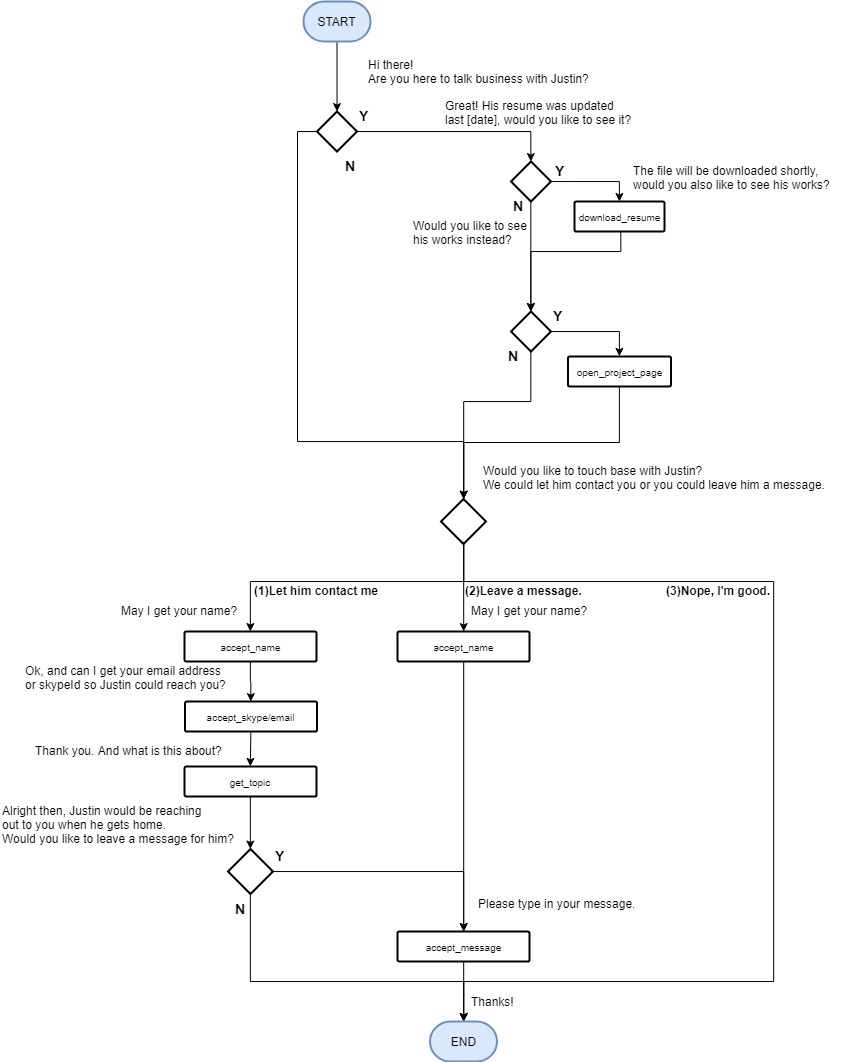 START
Hi there!
Are you here to talk business with Justin?
Great! His resume was updated
last [date], would you like to see it?
Y
N
Y
The file will be downloaded shortly,
would you also like to see his works?
N
download_resume
Would you like to see
his works instead?
Y
N
open_project_page
Would you like to touch base with Justin?
We could let him contact you or you could leave him a message.
(1)Let him contact me
(2)Leave a message.
(3)Nope, I'm good.
May I get your name?
May I get your name?
accept_name
accept_name
Ok, and can I get your email address
or skypeId so Justin could reach you?
accept_skype/email
Thank you. And what is this about?
get_topic
Alright then, Justin would be reaching
out to you when he gets home.
Would you like to leave a message for him?
Y
N
Please type in your message.
accept_message
Thanks!
END